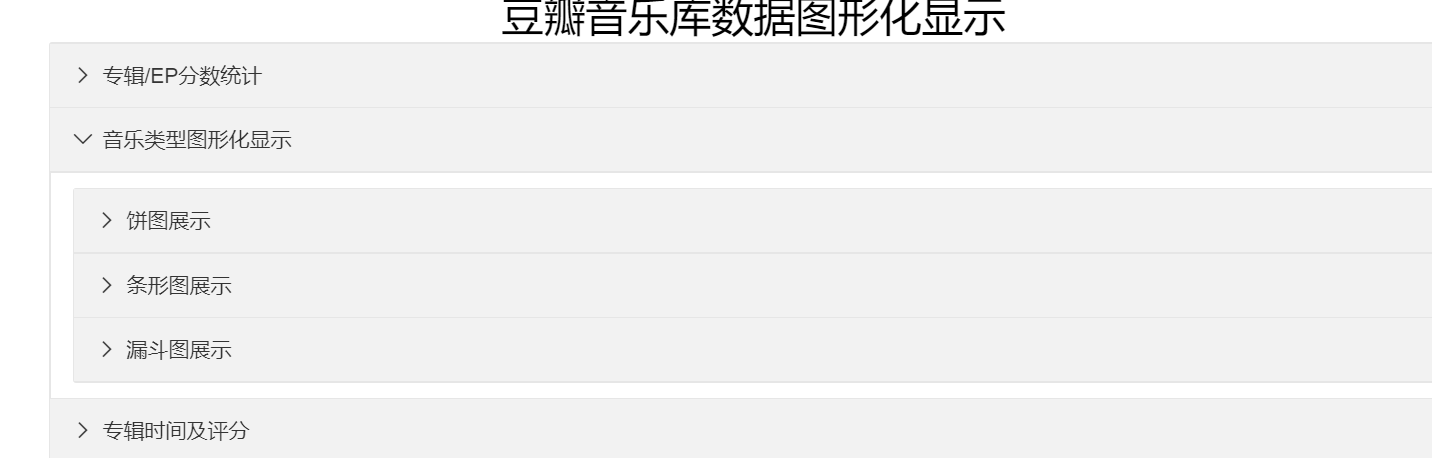 豆瓣音乐库数据图形化显示
专辑/EP分数统计
音乐类型图形化显示
饼图展示
条形图展示
漏斗图展示
专辑时间及评分